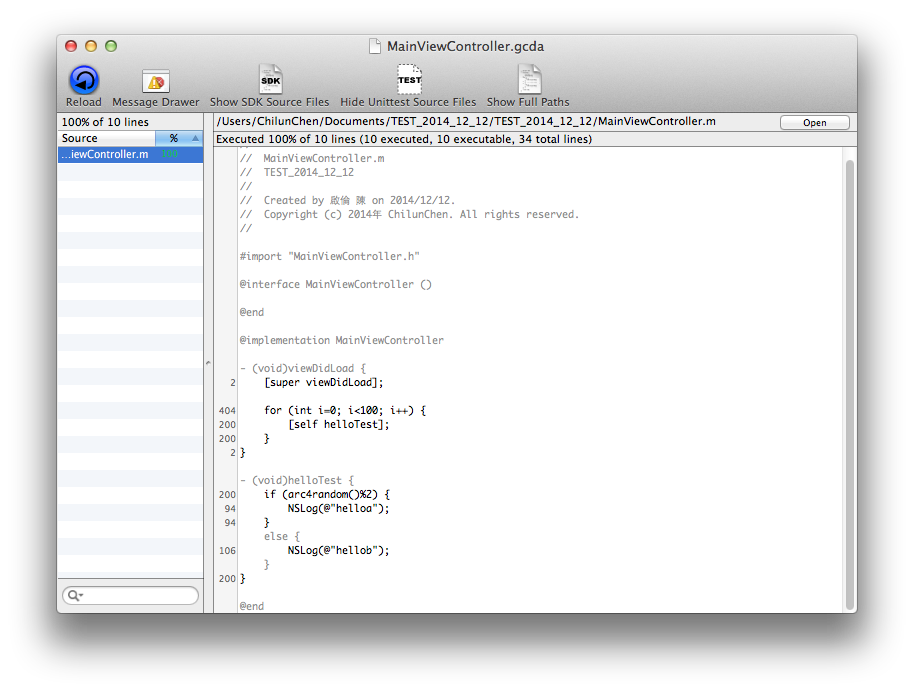 MainViewController.gcda
SDK
TEST
Reload Message Drawer Show SDK Source Files Hide Unittest Source Files Show Full Paths
100% of 10 lines
/Users/ChilunChen/Documents/TEST_2014_12_12/TEST_2014_12_12/MainViewController.m
Open
Source %
Executed 100% of 10 lines (10 executed, 10 executable, 34 total lines)
...iewController.m 100
//
//  MainViewController.m
//  TEST_2014_12_12
//
//  Created by 啟倫 陳 on 2014/12/12.
//  Copyright (c) 2014年 ChilunChen. All rights reserved.
//
#import "MainViewController.h"
@interface MainViewController ()
@end
@implementation MainViewController
- (void)viewDidLoad {
2     [super viewDidLoad];
404     for (int i=0; i<100; i++) {
200         [self helloTest];
200     }
2 }
- (void)helloTest {
200     if (arc4random()%2) {
94         NSLog(@"helloa");
94     }
    else {
106         NSLog(@"hellob");
    }
200 }
@end